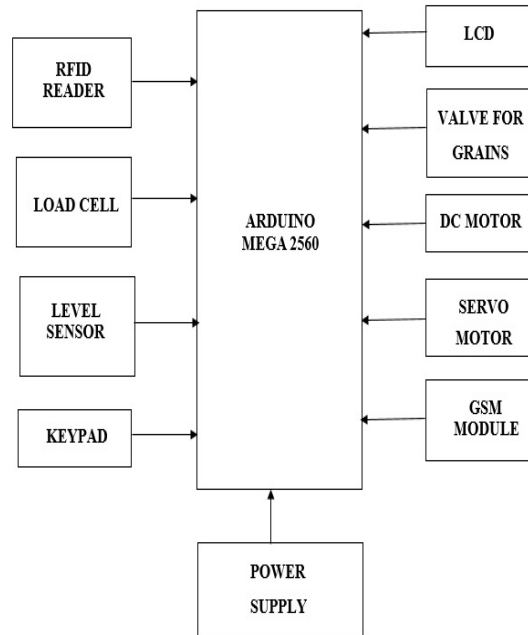 RFID
READER
LOAD CELL
LEVEL
SENSOR
KEYPAD
ARDUINO
MEGA 2560
LCD
VALVE FOR
GRAINS
DC MOTOR
SERVO
MOTOR
GSM
MODULE
POWER
SUPPLY